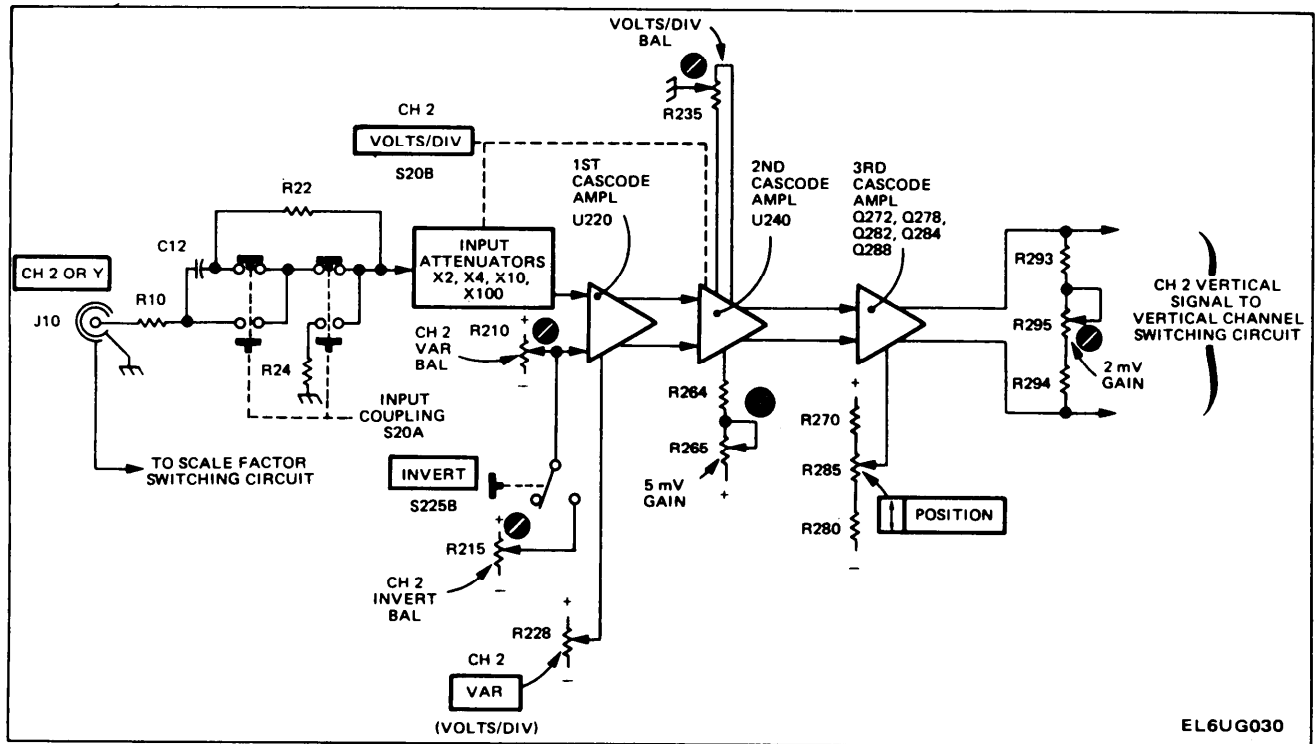 VOLTS/DIV
BAL
R235
CH 2
VOLTS/DIV
S20B
1ST
CASCODE
AMPL
U220
2ND
CASCODE
AMPL
U240
3RD
CASCODE
AMPL
Q272, Q278,
Q282, Q284
Q288
R22
C12
CH 2 OR Y
J10
R10
R24
INPUT
COUPLING
S20A
TO SCALE FACTOR
SWITCHING CIRCUIT
INPUT
ATTENUATORS
X2, X4, X10,
X100
CH 2
VAR
BAL
R210
+
−
INVERT
S225B
R215
+
−
CH 2
INVERT
BAL
R228
+
−
CH 2
VAR
(VOLTS/DIV)
R264
R265
5 mV
GAIN
+
+
R270
R285
R280
−
POSITION
R293
R295
R294
2 mV
GAIN
CH 2 VERTICAL
SIGNAL TO
VERTICAL CHANNEL
SWITCHING CIRCUIT
EL6UG030